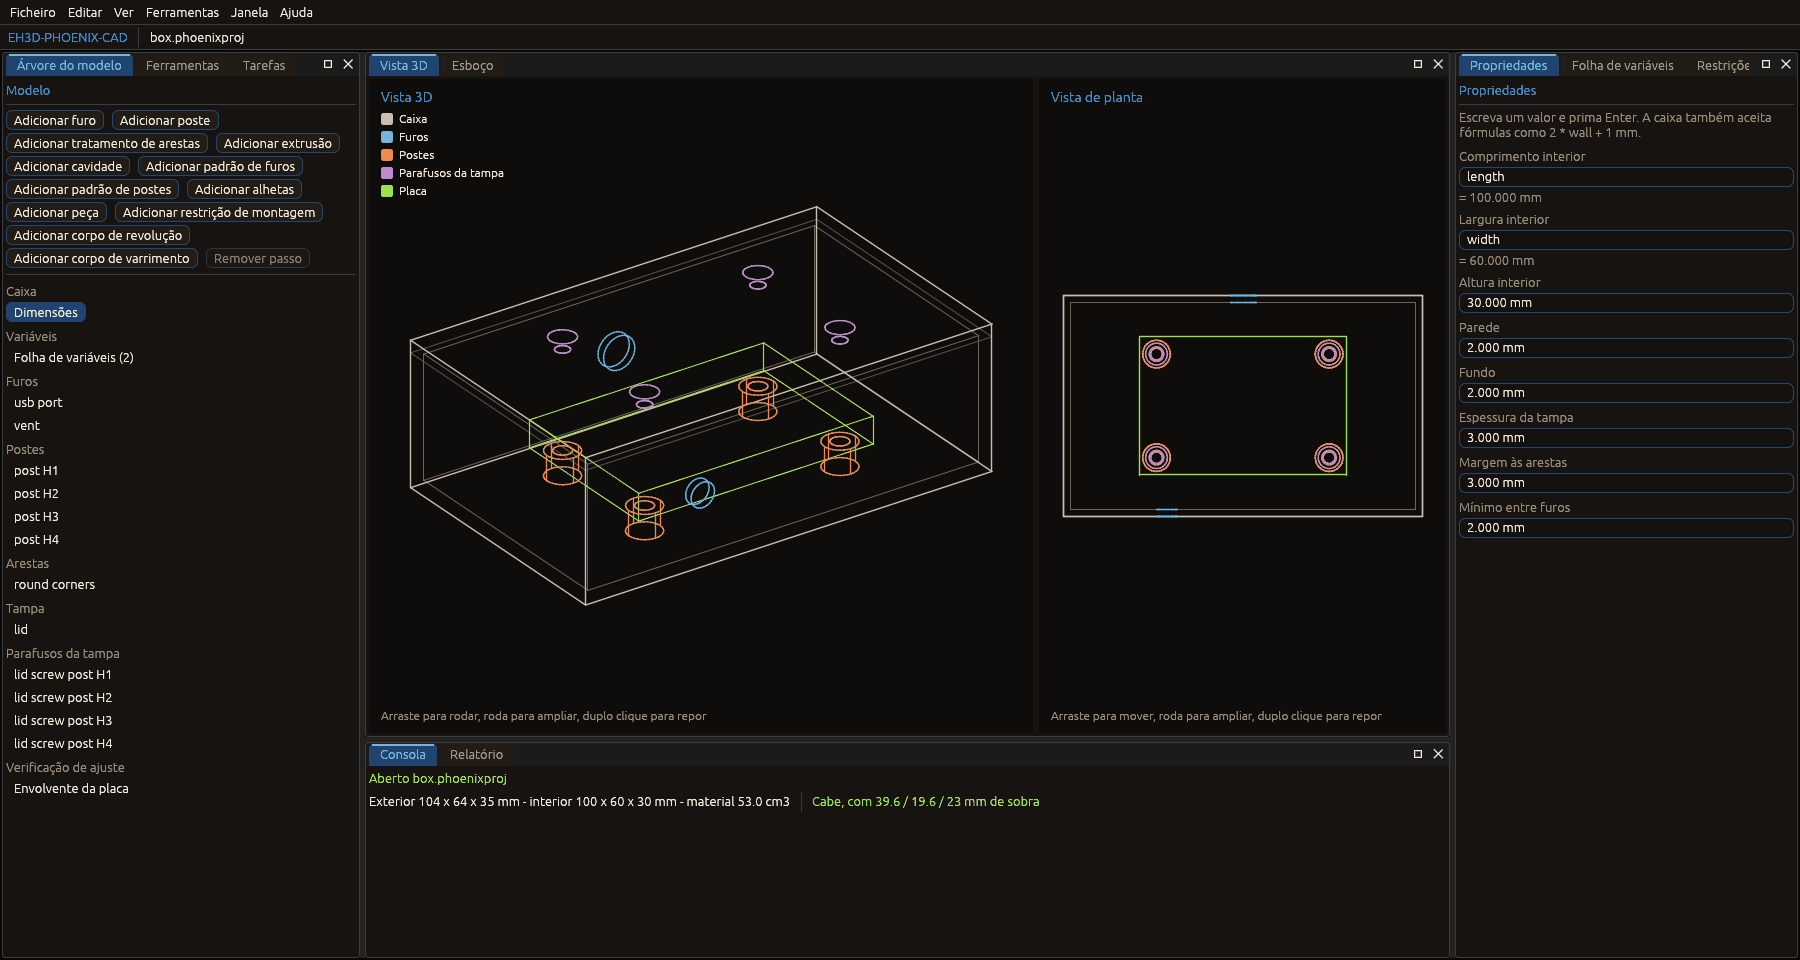 Ficheiro Editar Ver Ferramentas Janela Ajuda
EH3D-PHOENIX-CAD box.phoenixproj
Árvore do modelo Ferramentas Tarefas
Modelo
Adicionar furo Adicionar poste
Adicionar tratamento de arestas Adicionar extrusão
Adicionar cavidade Adicionar padrão de furos
Adicionar padrão de postes Adicionar alhetas
Adicionar peça Adicionar restrição de montagem
Adicionar corpo de revolução
Adicionar corpo de varrimento Remover passo
Caixa
Dimensões
Variáveis
Folha de variáveis (2)
Furos
usb port
vent
Postes
post H1
post H2
post H3
post H4
Arestas
round corners
Tampa
lid
Parafusos da tampa
lid screw post H1
lid screw post H2
lid screw post H3
lid screw post H4
Verificação de ajuste
Envolvente da placa
Vista 3D Esboço
Vista 3D
Caixa
Furos
Postes
Parafusos da tampa
Placa
Arraste para rodar, roda para ampliar, duplo clique para repor
Vista de planta
Arraste para mover, roda para ampliar, duplo clique para repor
Consola Relatório
Aberto box.phoenixproj
Exterior 104 x 64 x 35 mm - interior 100 x 60 x 30 mm - material 53.0 cm3 Cabe, com 39.6 / 19.6 / 23 mm de sobra
Propriedades Folha de variáveis Restriçõe
Propriedades
Escreva um valor e prima Enter. A caixa também aceita
fórmulas como 2 * wall + 1 mm.
Comprimento interior
length
= 100.000 mm
Largura interior
width
= 60.000 mm
Altura interior
30.000 mm
Parede
2.000 mm
Fundo
2.000 mm
Espessura da tampa
3.000 mm
Margem às arestas
3.000 mm
Mínimo entre furos
2.000 mm